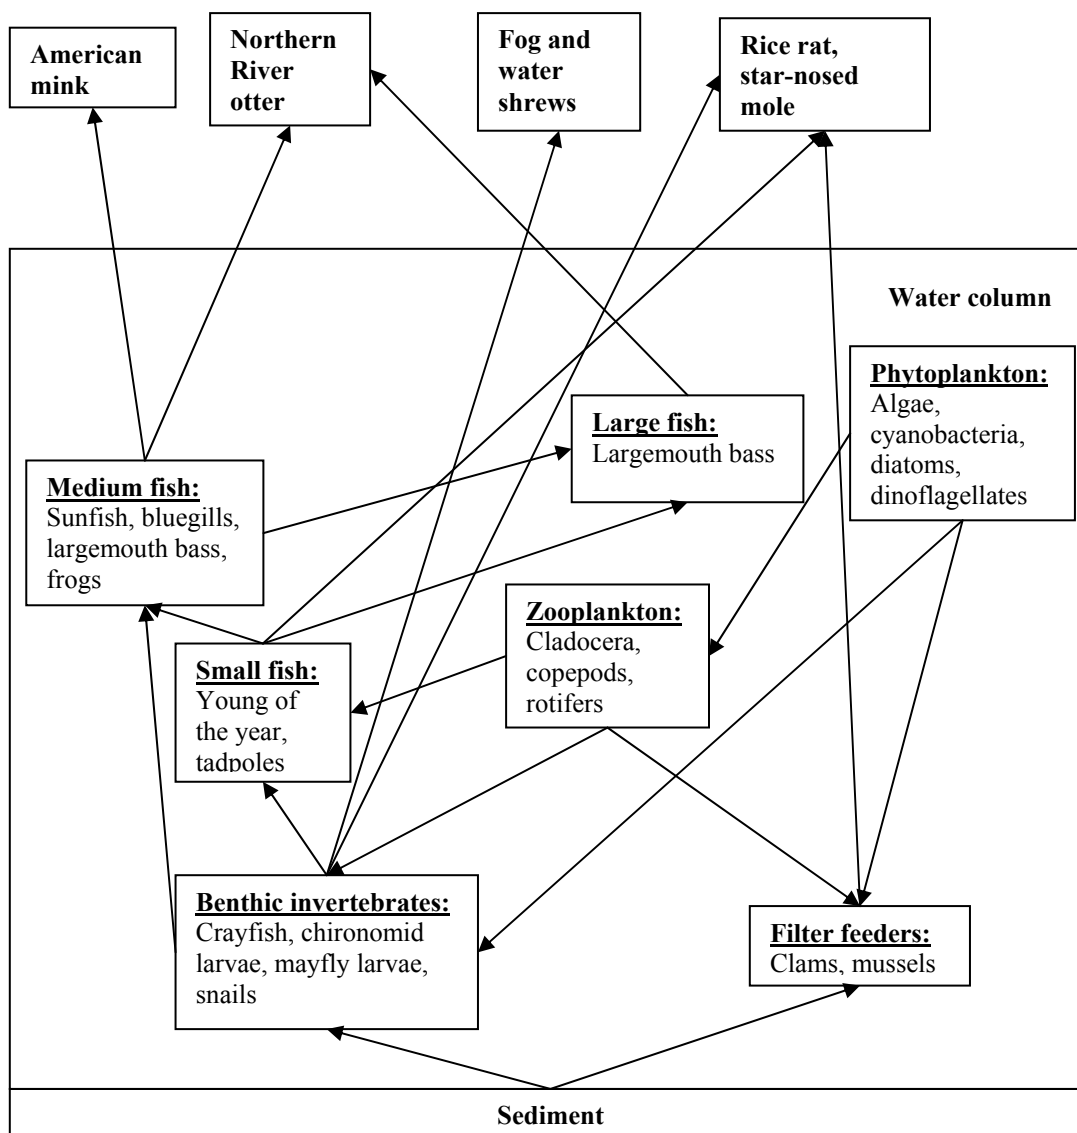 American
mink
Northern
River
otter
Fog and
water
shrews
Rice rat,
star-nosed
mole
Water column
Phytoplankton:
Algae,
cyanobacteria,
diatoms,
dinoflagellates
Large fish:
Largemouth bass
Medium fish:
Sunfish, bluegills,
largemouth bass,
frogs
Zooplankton:
Cladocera,
copepods,
rotifers
Small fish:
Young of
the year,
tadpoles
Benthic invertebrates:
Crayfish, chironomid
larvae, mayfly larvae,
snails
Filter feeders:
Clams, mussels
Sediment